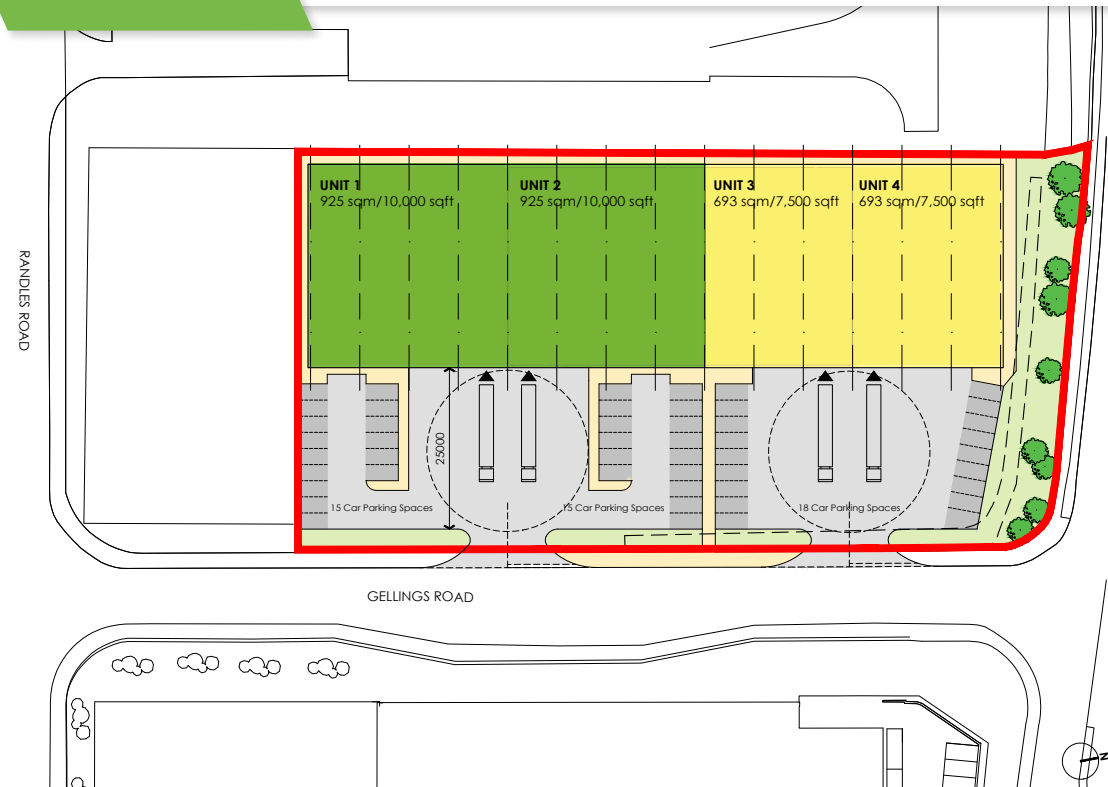 UNIT 1
925 sqm/10,000 sqft
UNIT 2
925 sqm/10,000 sqft
UNIT 3
693 sqm/7,500 sqft
UNIT 4
693 sqm/7,500 sqft
RANDLES ROAD
25000
15 Car Parking Spaces
15 Car Parking Spaces
18 Car Parking Spaces
GELLINGS ROAD
N